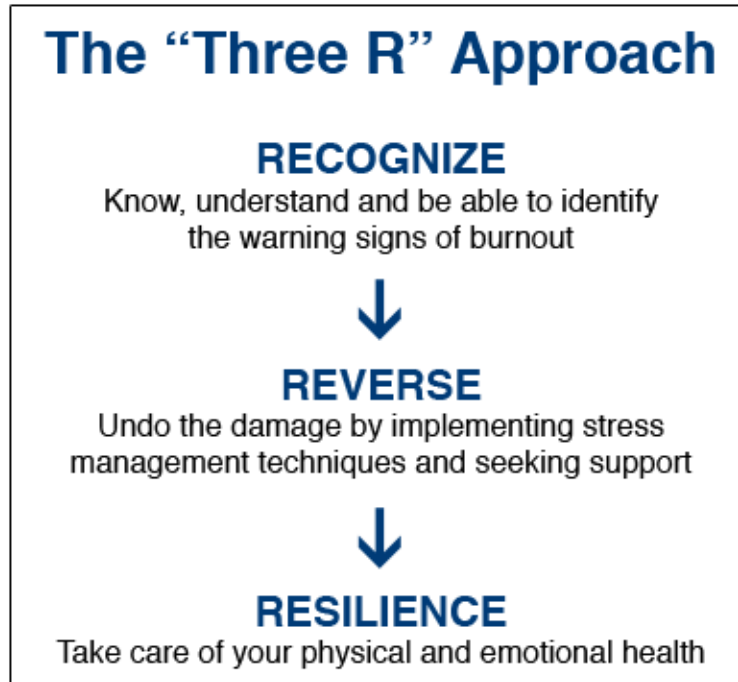 The “Three R” Approach
RECOGNIZE
Know, understand and be able to identify
the warning signs of burnout
REVERSE
Undo the damage by implementing stress
management techniques and seeking support
RESILIENCE
Take care of your physical and emotional health